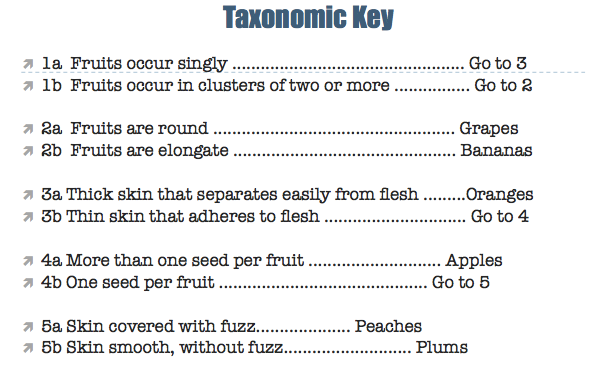 Taxonomic Key
1a Fruits occur singly ................................................ Go to 3
1b Fruits occur in clusters of two or more ................ Go to 2
2a Fruits are round .................................................. Grapes
2b Fruits are elongate .............................................. Bananas
3a Thick skin that separates easily from flesh .........Oranges
3b Thin skin that adheres to flesh ............................. Go to 4
4a More than one seed per fruit ........................... Apples
4b One seed per fruit ........................................... Go to 5
5a Skin covered with fuzz.................... Peaches
5b Skin smooth, without fuzz........................... Plums